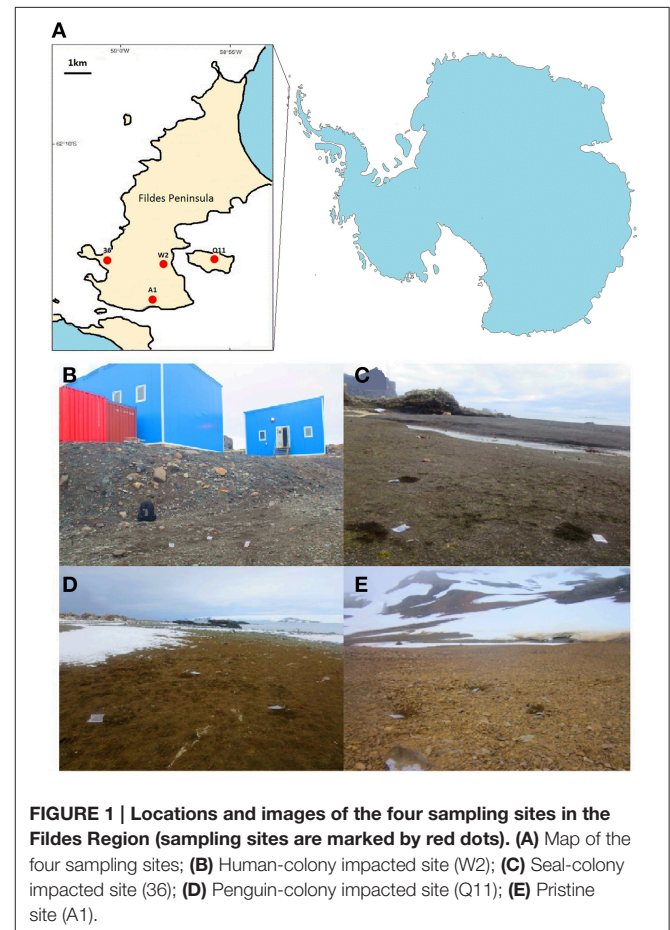 A
50°0'W
58°55'W
1km
62°10'S
Fildes Peninsula
36
W2
Q11
A1
B
C
D
E
FIGURE 1 | Locations and images of the four sampling sites in the
Fildes Region (sampling sites are marked by red dots). (A) Map of the
four sampling sites; (B) Human-colony impacted site (W2); (C) Seal-colony
impacted site (36); (D) Penguin-colony impacted site (Q11); (E) Pristine
site (A1).